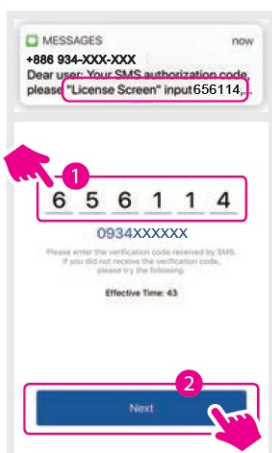 MESSAGES now
+886 934-XXX-XXX
Dear user: Your SMS authorization code,
please "License Screen" input656114,...
1
6 5 6 1 1 4
0934XXXXXX
Please enter the verification code received by SMS.
If you did not receive the verification code,
please try the following.
Effective Time: 43
2
Next